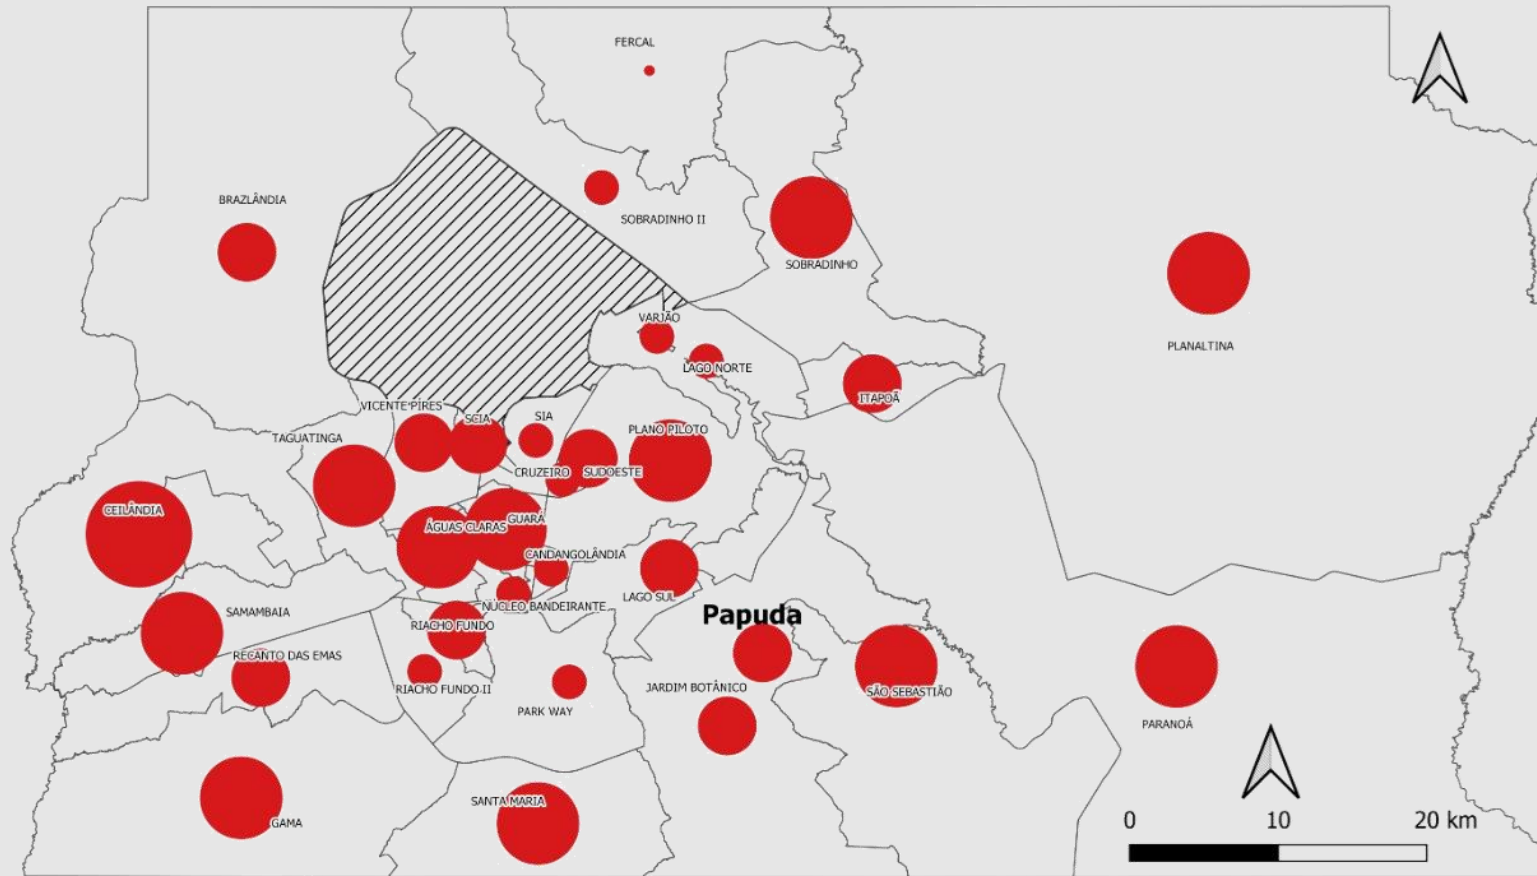 FERCAL
BRAZLÂNDIA
SOBRADINHO II
SOBRADINHO
VARJÃO
PLANALTINA
LAGO NORTE
ITAPOÃ
VICENTE PIRES
SCIA
SIA
TAGUATINGA
PLANO PILOTO
CRUZEIRO
SUDOESTE
CEILÂNDIA
ÁGUAS CLARAS
GUARÁ
CANDANGOLÂNDIA
LAGO SUL
NÚCLEO BANDEIRANTE
SAMAMBAIA
RIACHO FUNDO
Papuda
RECANTO DAS EMAS
RIACHO FUNDO II
JARDIM BOTÂNICO
SÃO SEBASTIÃO
PARK WAY
PARANOÁ
SANTA MARIA
GAMA
0 10 20 km